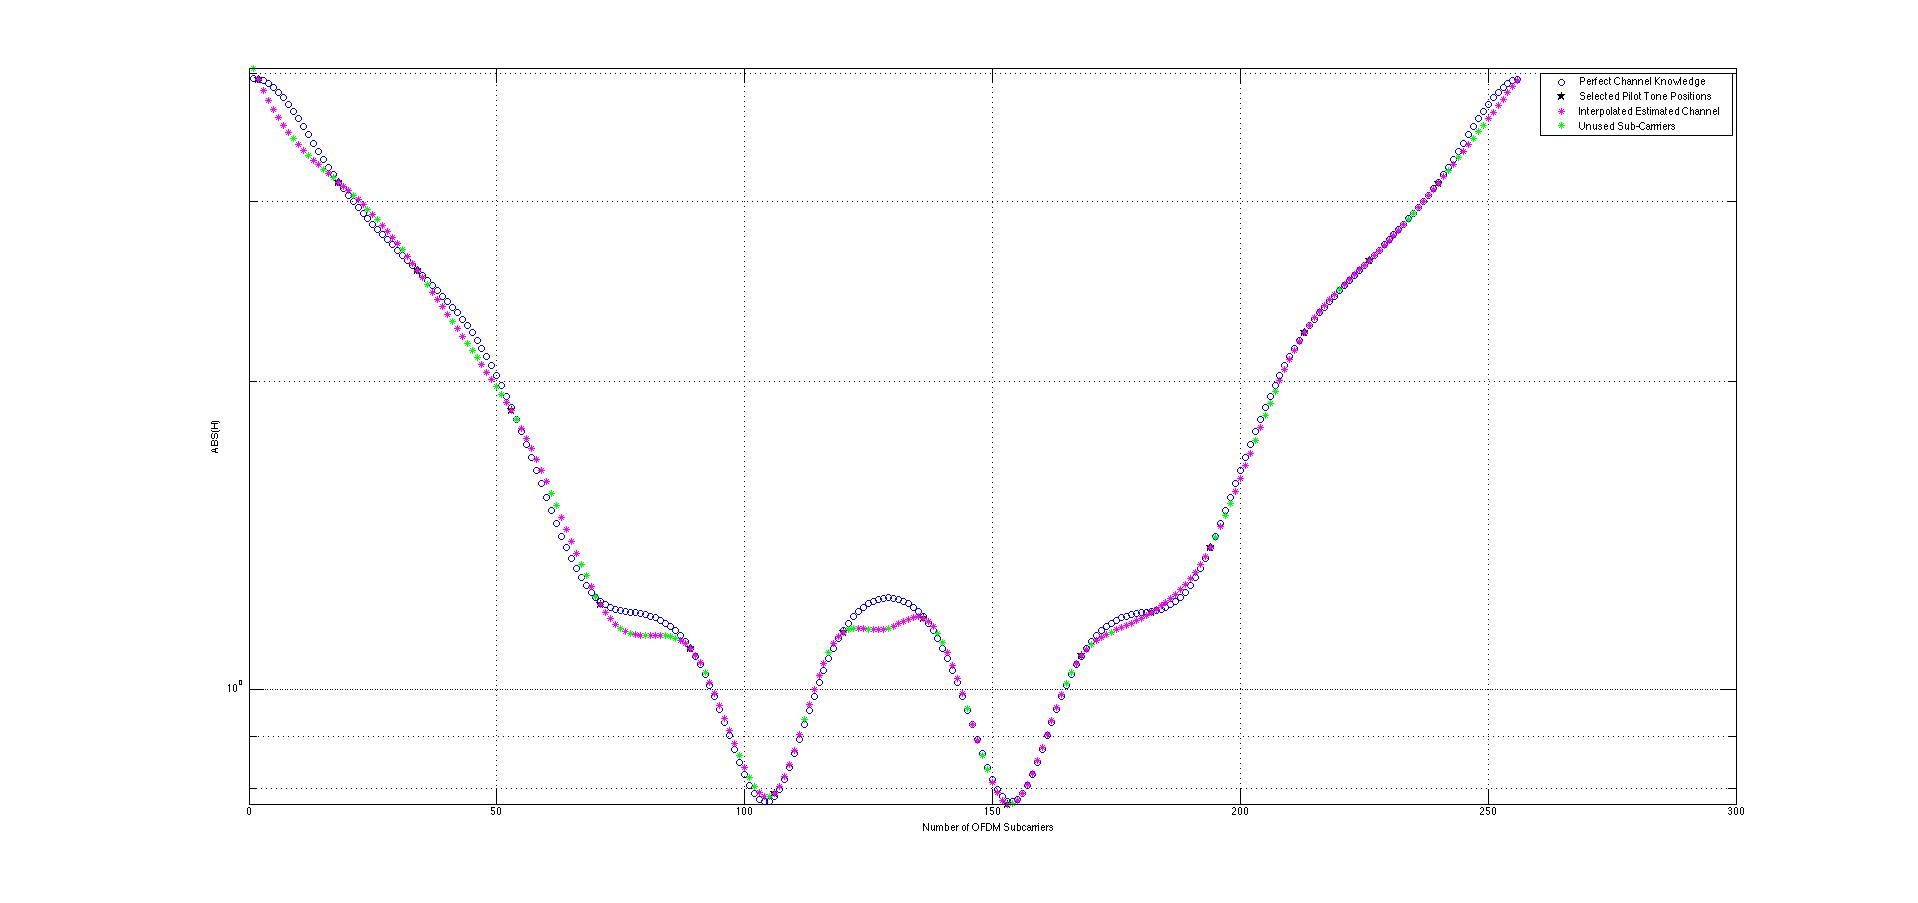 Perfect Channel Knowledge
Selected Pilot Tone Positions
Interpolated Estimated Channel
Unused Sub-Carrriers
ABS(H)
10⁰
0 50 100 150 200 250 300
Number of OFDM Subcarriers